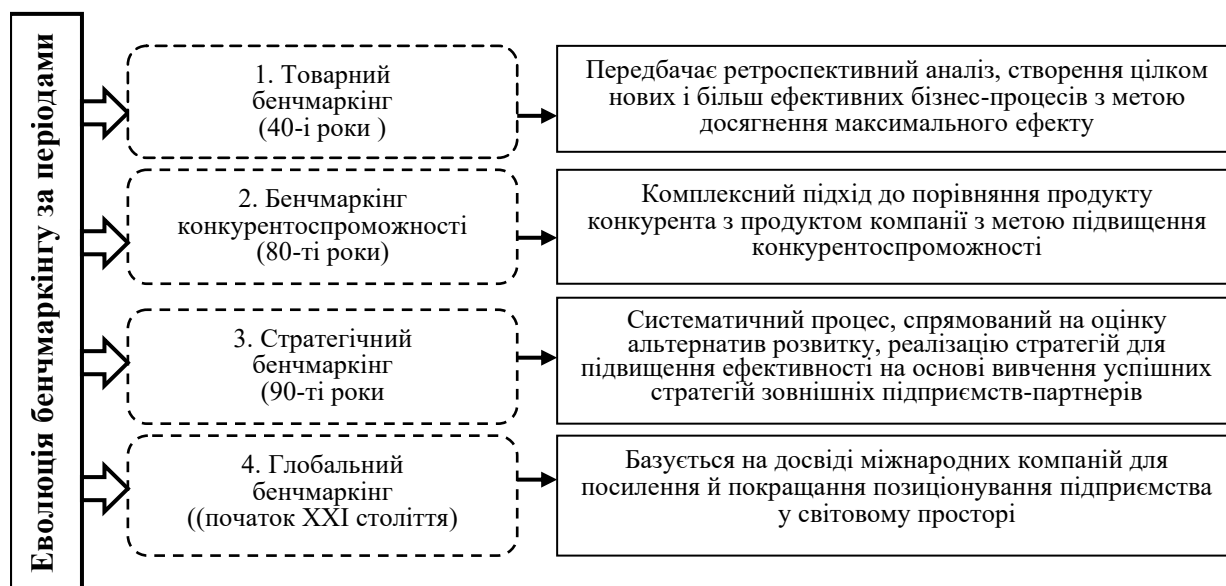 Еволюція бенчмаркінгу за періодами
1. Товарний
бенчмаркінг
(40-і роки )
Передбачає ретроспективний аналіз, створення цілком
нових і більш ефективних бізнес-процесів з метою
досягнення максимального ефекту
2. Бенчмаркінг
конкурентоспроможності
(80-ті роки)
Комплексний підхід до порівняння продукту
конкурента з продуктом компанії з метою підвищення
конкурентоспроможності
3. Стратегічний
бенчмаркінг
(90-ті роки
Систематичний процес, спрямований на оцінку
альтернатив розвитку, реалізацію стратегій для
підвищення ефективності на основі вивчення успішних
стратегій зовнішніх підприємств-партнерів
4. Глобальний
бенчмаркінг
((початок ХХІ століття)
Базується на досвіді міжнародних компаній для
посилення й покращання позиціонування підприємства
у світовому просторі